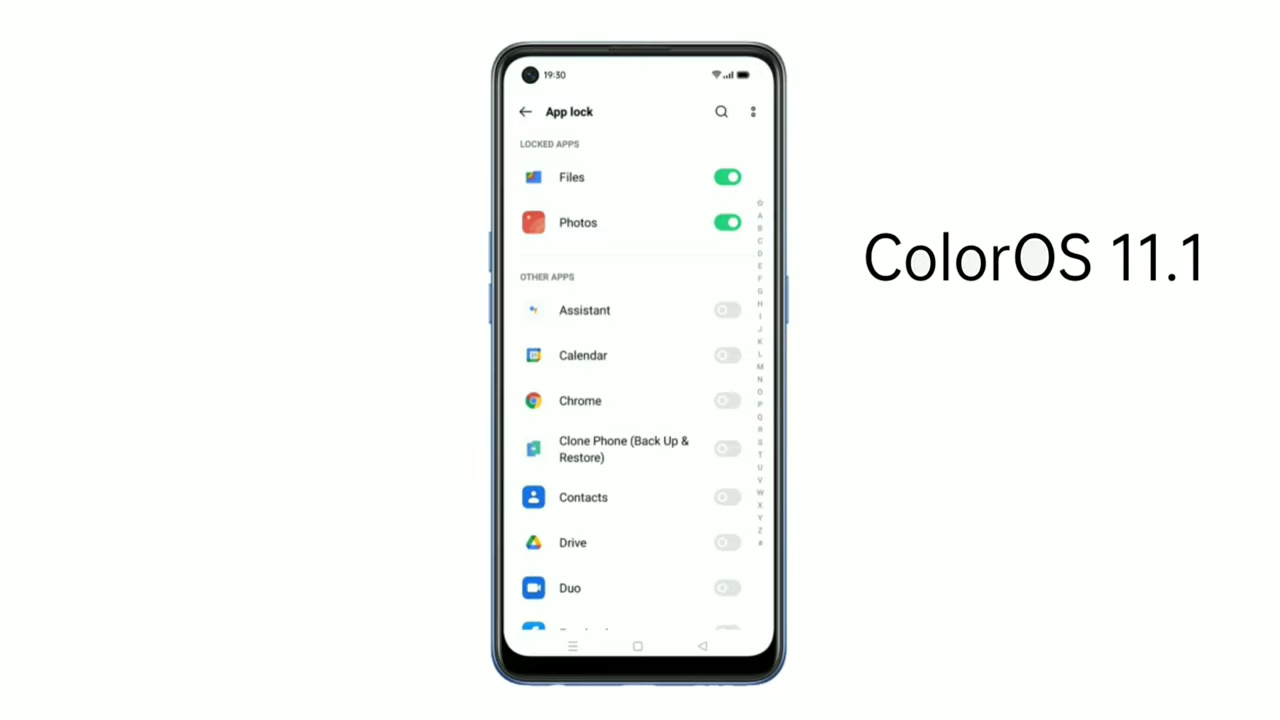 19:30
App lock
LOCKED APPS
Files
Photos
OTHER APPS
Assistant
Calendar
Chrome
Clone Phone (Back Up &
Restore)
Contacts
Drive
Duo
A
B
C
D
E
F
G
H
I
J
K
L
M
N
O
P
Q
R
S
T
U
V
W
X
Y
Z
#
ColorOS 11.1